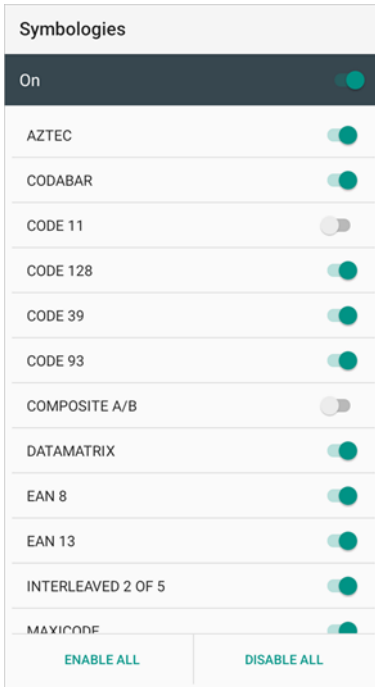 Symbologies
On
AZTEC
CODABAR
CODE 11
CODE 128
CODE 39
CODE 93
COMPOSITE A/B
DATAMATRIX
EAN 8
EAN 13
INTERLEAVED 2 OF 5
MAXICODE
ENABLE ALL DISABLE ALL